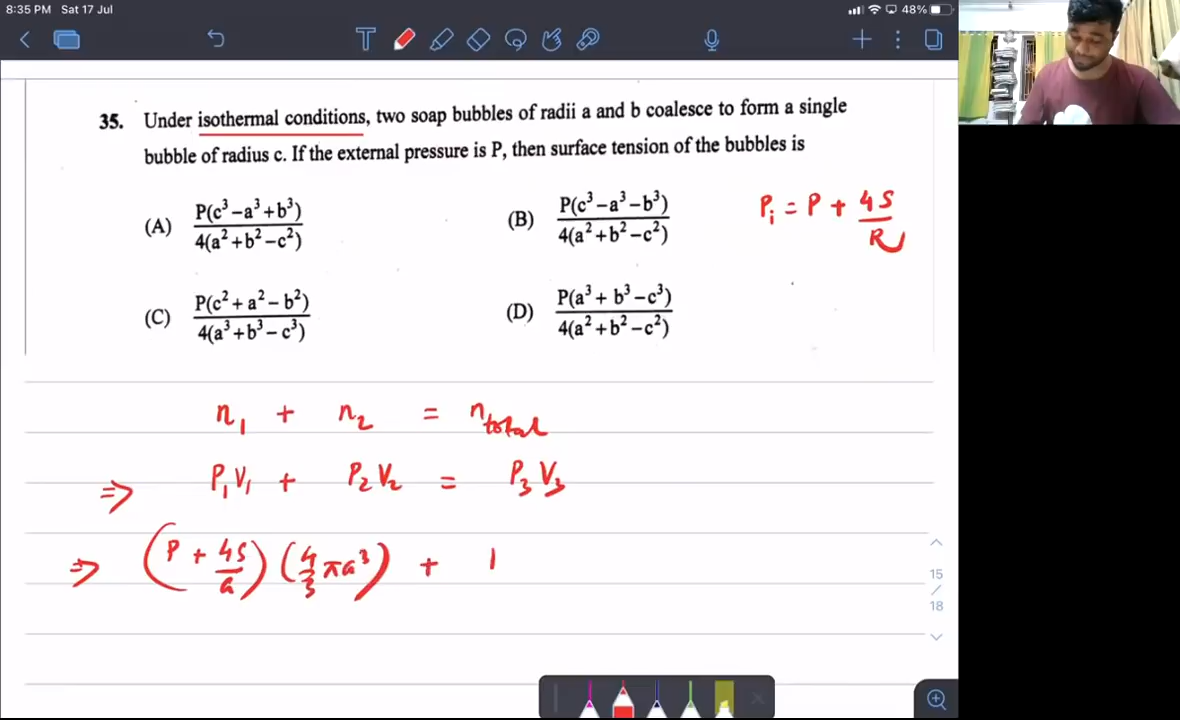 8:35 PM Sat 17 Jul
48%
35. Under isothermal conditions, two soap bubbles of radii a and b coalesce to form a single
bubble of radius c. If the external pressure is P, then surface tension of the bubbles is
(A) P(c³−a³+b³) / 4(a²+b²−c²)
(B) P(c³−a³−b³) / 4(a²+b²−c²)
Pᵢ = P + 4S/R
(C) P(c²+a²−b²) / 4(a³+b³−c³)
(D) P(a³+b³−c³) / 4(a²+b²−c²)
n₁ + n₂ = n total
⇒ P₁V₁ + P₂V₂ = P₃V₃
⇒ (P + 4S/a) (4/3 πa³) +
15
/
18